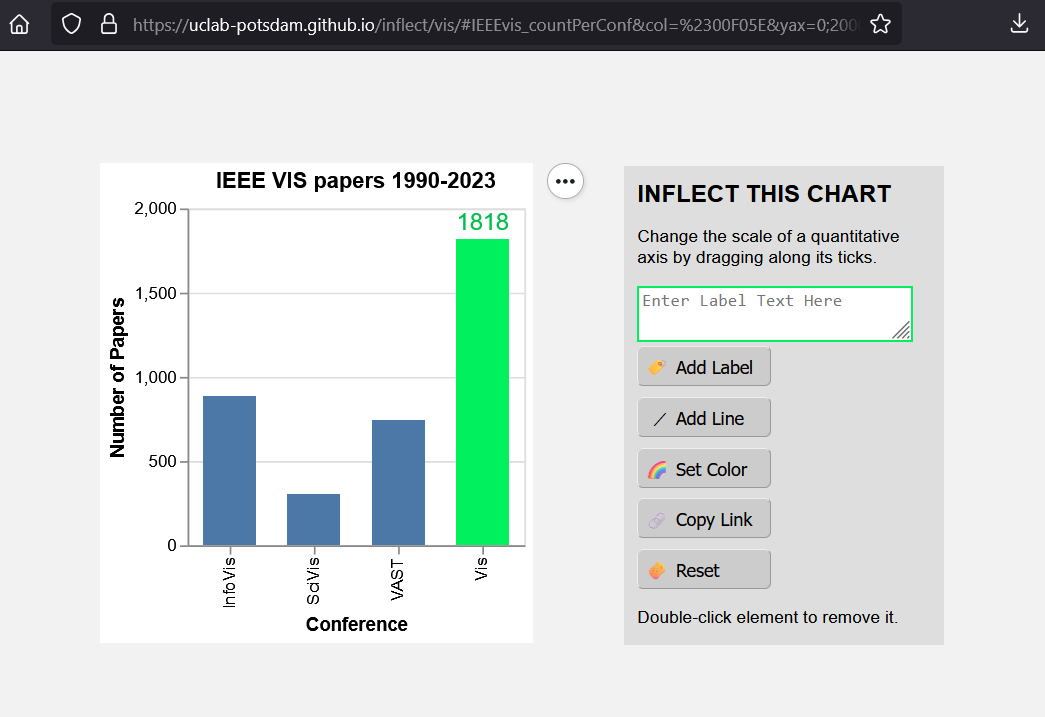 https://uclab-potsdam.github.io/inflect/vis/#IEEEvis_countPerConf&col=%2300F05E&yax=0;200
IEEE VIS papers 1990-2023
2,000
1,500
1,000
500
0
Number of Papers
1818
InfoVis
SciVis
VAST
Vis
Conference
INFLECT THIS CHART
Change the scale of a quantitative
axis by dragging along its ticks.
Enter Label Text Here
Add Label
Add Line
Set Color
Copy Link
Reset
Double-click element to remove it.